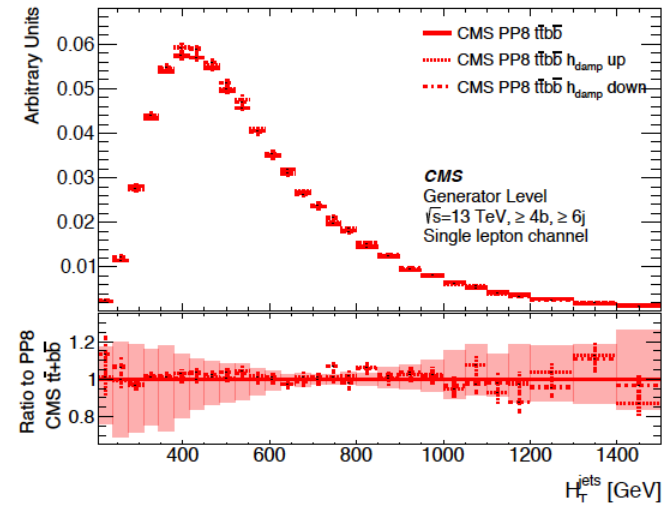 Arbitrary Units
0.06
0.05
0.04
0.03
0.02
0.01
CMS PP8 tt̄bb̄
CMS PP8 tt̄bb̄ h_damp up
CMS PP8 tt̄bb̄ h_damp down
CMS
Generator Level
√s=13 TeV, ≥ 4b, ≥ 6j
Single lepton channel
Ratio to PP8
CMS tt̄+bb̄
1.2
1
0.8
400 600 800 1000 1200 1400
H_T^jets [GeV]